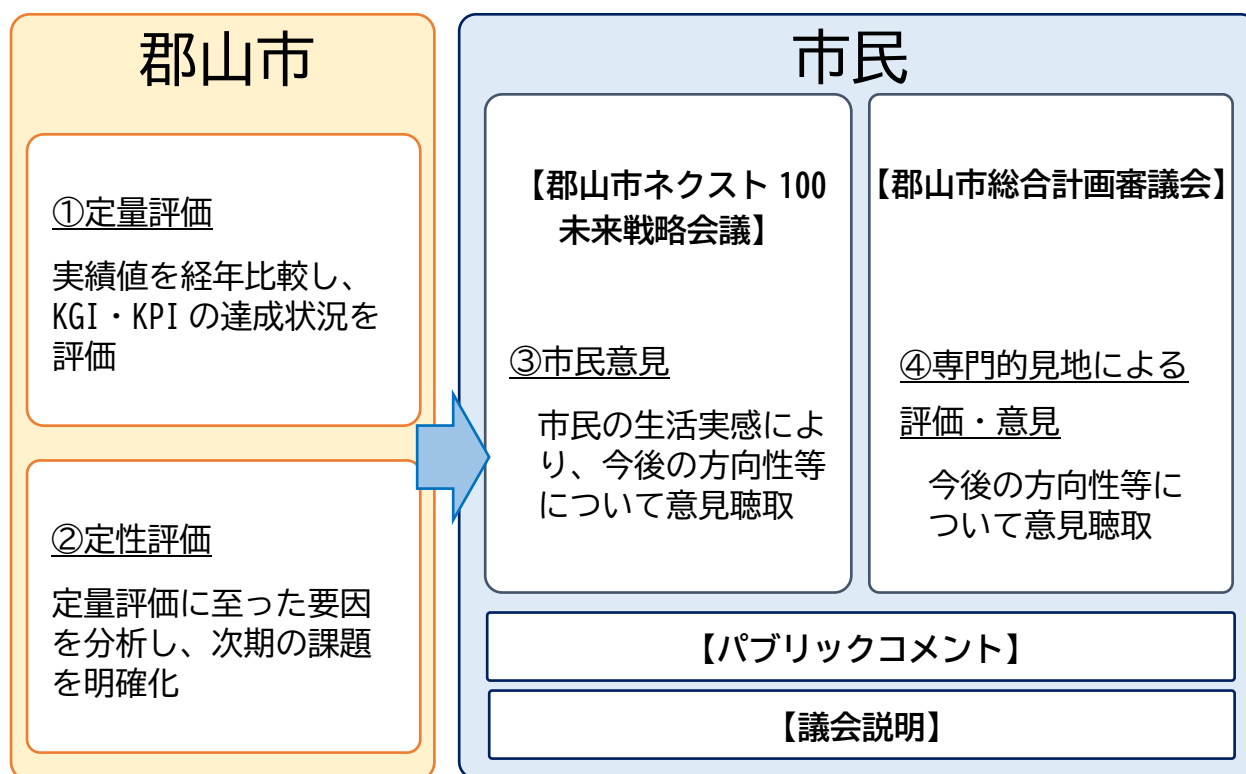 郡山市
①定量評価
実績値を経年比較し、
KGI・KPI の達成状況を
評価
②定性評価
定量評価に至った要因
を分析し、次期の課題
を明確化
市民
【郡山市ネクスト 100
未来戦略会議】
③市民意見
市民の生活実感によ
り、今後の方向性等
について意見聴取
【郡山市総合計画審議会】
④専門的見地による
評価・意見
今後の方向性等に
ついて意見聴取
【パブリックコメント】
【議会説明】